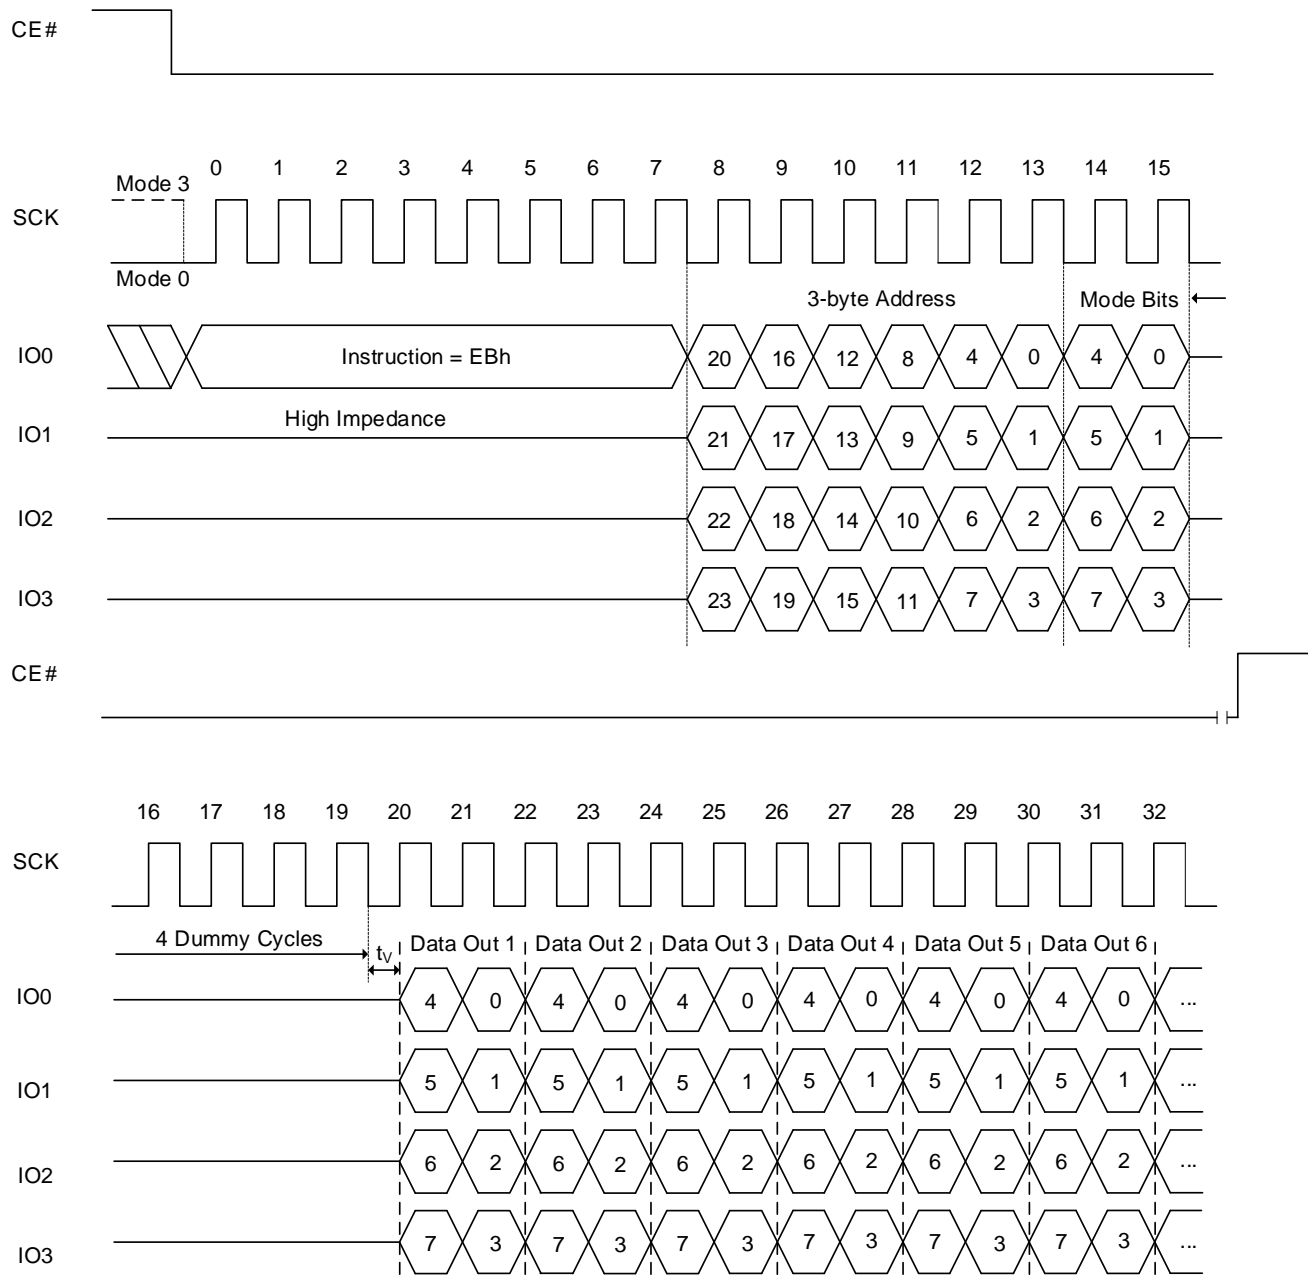 CE#
0 1 2 3 4 5 6 7 8 9 10 11 12 13 14 15
Mode 3
SCK
Mode 0
3-byte Address Mode Bits
IO0 Instruction = EBh 20 16 12 8 4 0 4 0
High Impedance
IO1 21 17 13 9 5 1 5 1
IO2 22 18 14 10 6 2 6 2
IO3 23 19 15 11 7 3 7 3
CE#
16 17 18 19 20 21 22 23 24 25 26 27 28 29 30 31 32
SCK
4 Dummy Cycles tV Data Out 1 Data Out 2 Data Out 3 Data Out 4 Data Out 5 Data Out 6
IO0 4 0 4 0 4 0 4 0 4 0 4 0 ...
IO1 5 1 5 1 5 1 5 1 5 1 5 1 ...
IO2 6 2 6 2 6 2 6 2 6 2 6 2 ...
IO3 7 3 7 3 7 3 7 3 7 3 7 3 ...